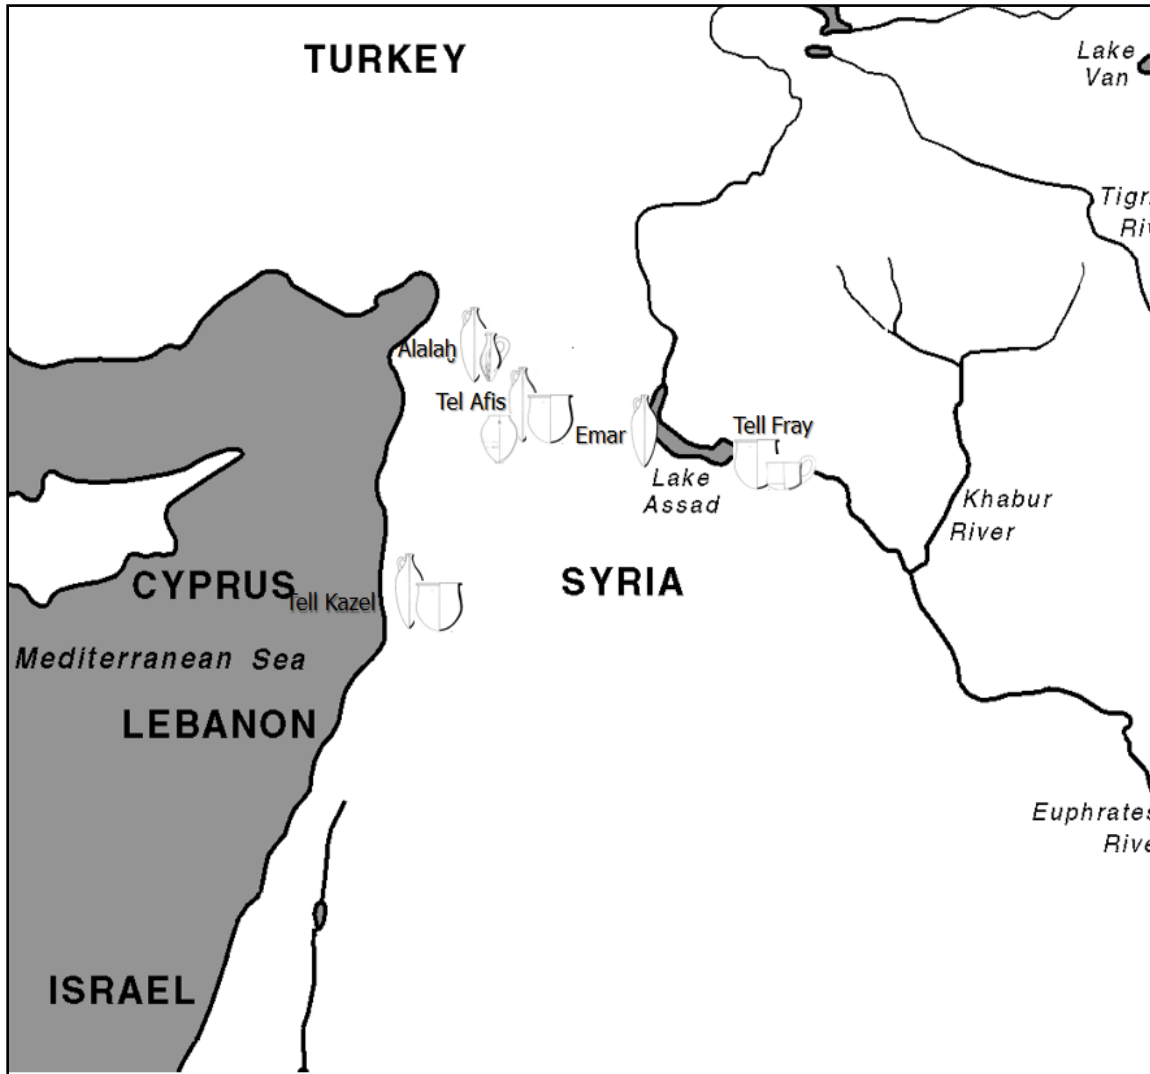 TURKEY
Lake
Van
Tigr
Riv
Alalaḫ
Tel Afis
Emar
Tell Fray
Lake
Assad
Khabur
River
CYPRUS
SYRIA
Tell Kazel
Mediterranean Sea
LEBANON
Euphrates
Rive
ISRAEL